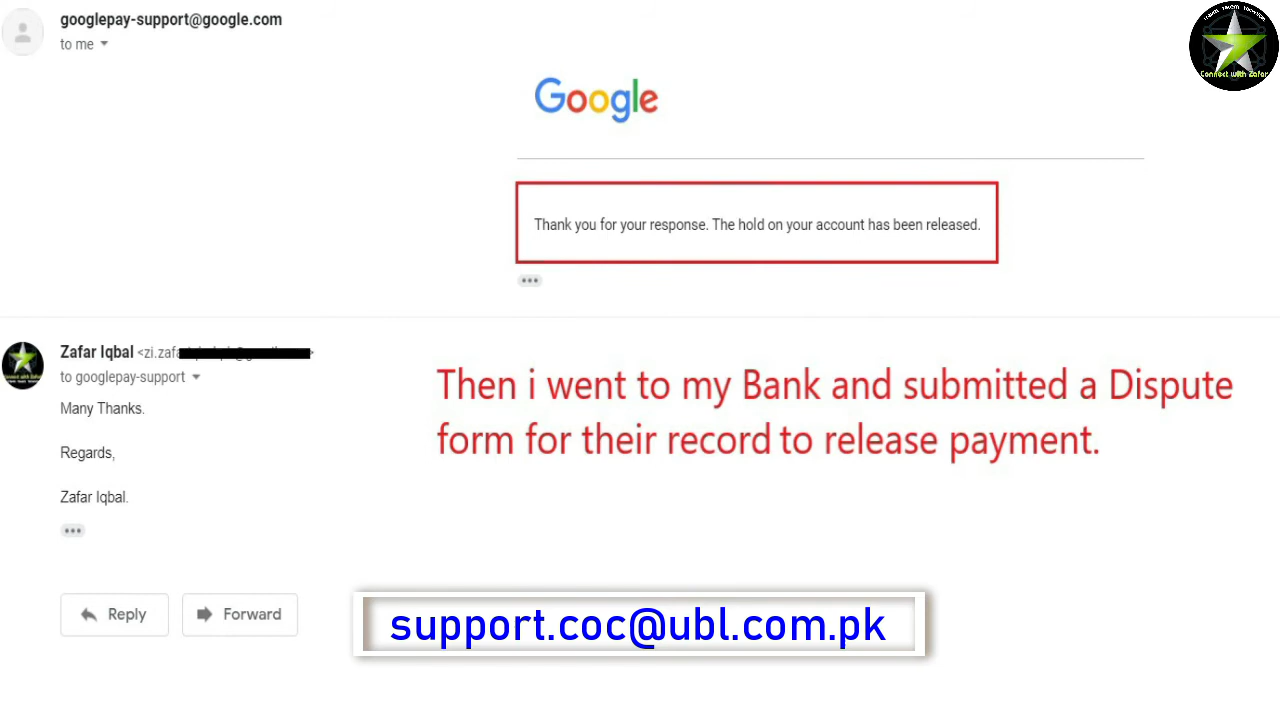 googlepay-support@google.com
to me
Google
Thank you for your response. The hold on your account has been released.
Zafar Iqbal <zi.zafa
to googlepay-support
Many Thanks.
Regards,
Zafar Iqbal.
Then i went to my Bank and submitted a Dispute
form for their record to release payment.
Reply
Forward
support.coc@ubl.com.pk
Connect with Zafar